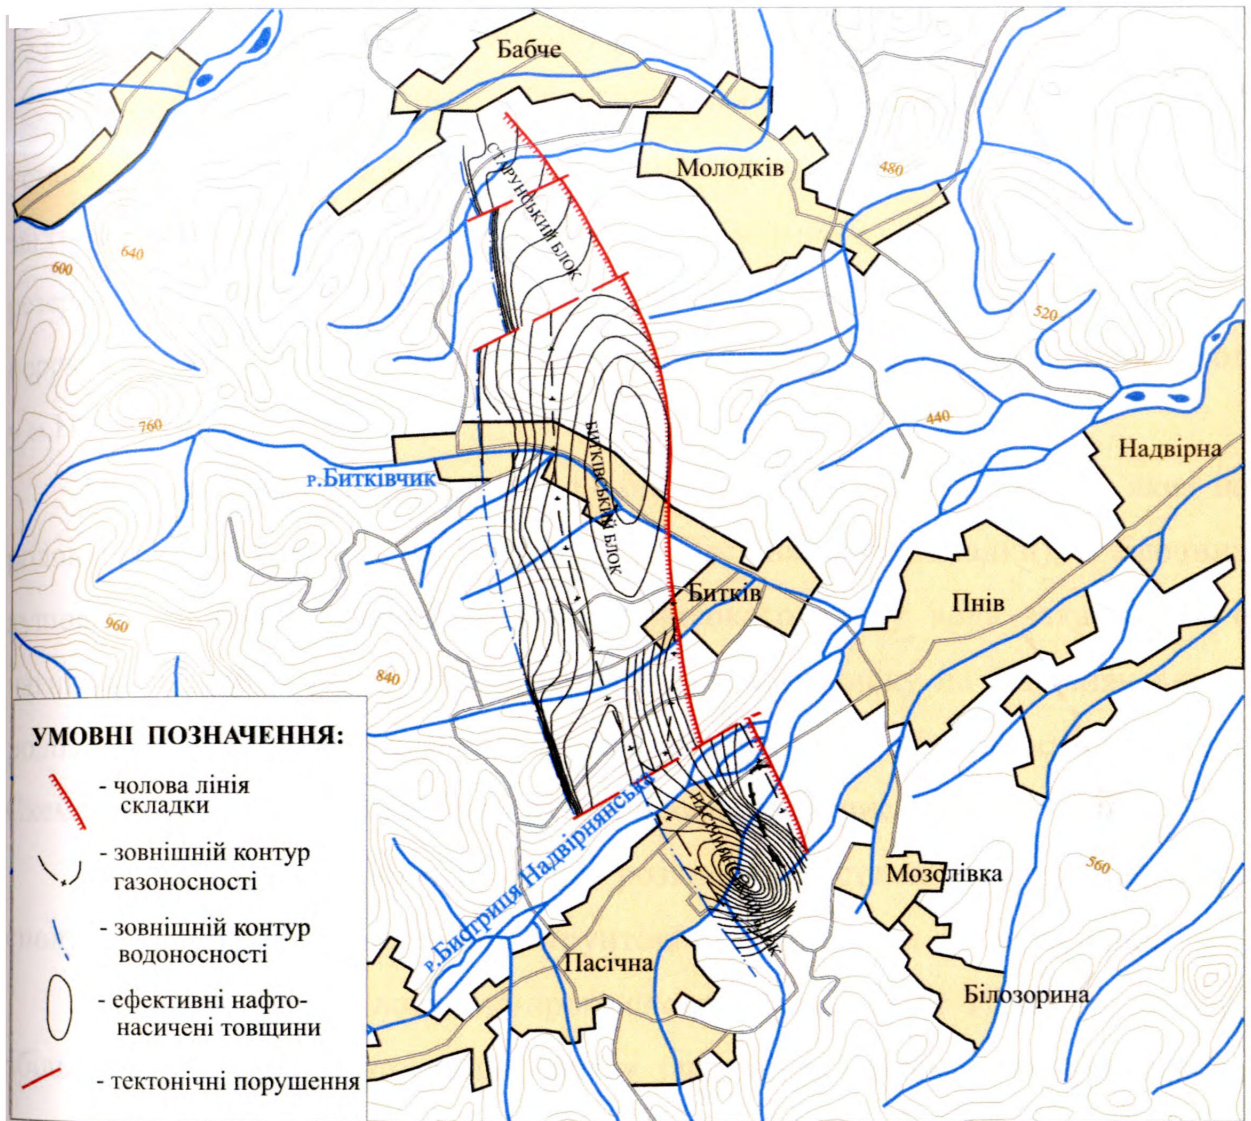 Бабче
Молодків
480
СТАРУНСЬКИЙ БЛОК
640
600
520
760
440
Надвірна
р.Битківчик
БИТКІВСЬКИЙ БЛОК
Битків
Пнів
960
840
УМОВНІ ПОЗНАЧЕННЯ:
- чолова лінія
складки
- зовнішній контур
газоносності
- зовнішній контур
водоносності
- ефективні нафто-
насичені товщини
- тектонічні порушення
р.Бистриця Надвірнянська
Мозолівка
560
Пасічна
Білозорина